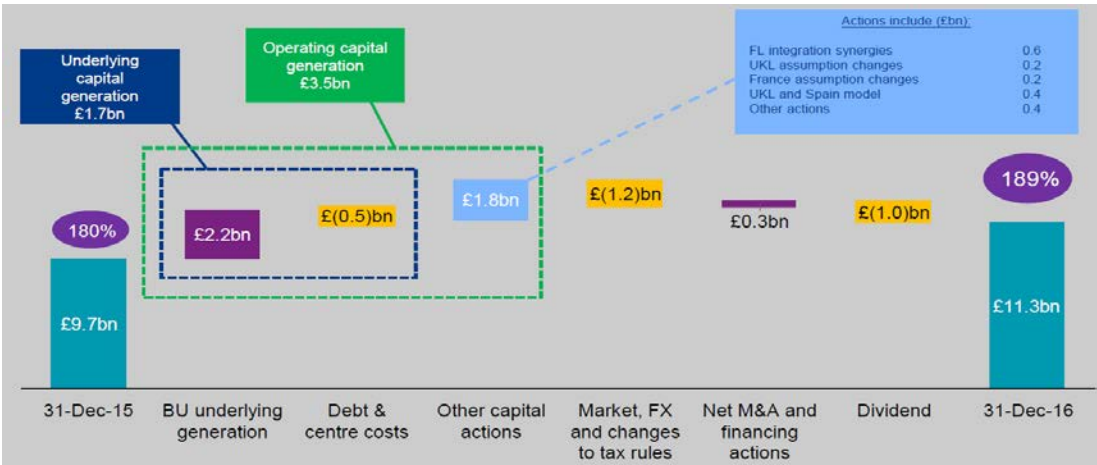 Actions include (£bn):
FL integration synergies 0.6
UKL assumption changes 0.2
France assumption changes 0.2
UKL and Spain model 0.4
Other actions 0.4
Underlying
capital
generation
£1.7bn
Operating capital
generation
£3.5bn
180%
£9.7bn
£2.2bn
£(0.5)bn
£1.8bn
£(1.2)bn
£0.3bn
£(1.0)bn
189%
£11.3bn
31-Dec-15
BU underlying
generation
Debt &
centre costs
Other capital
actions
Market, FX
and changes
to tax rules
Net M&A and
financing
actions
Dividend
31-Dec-16